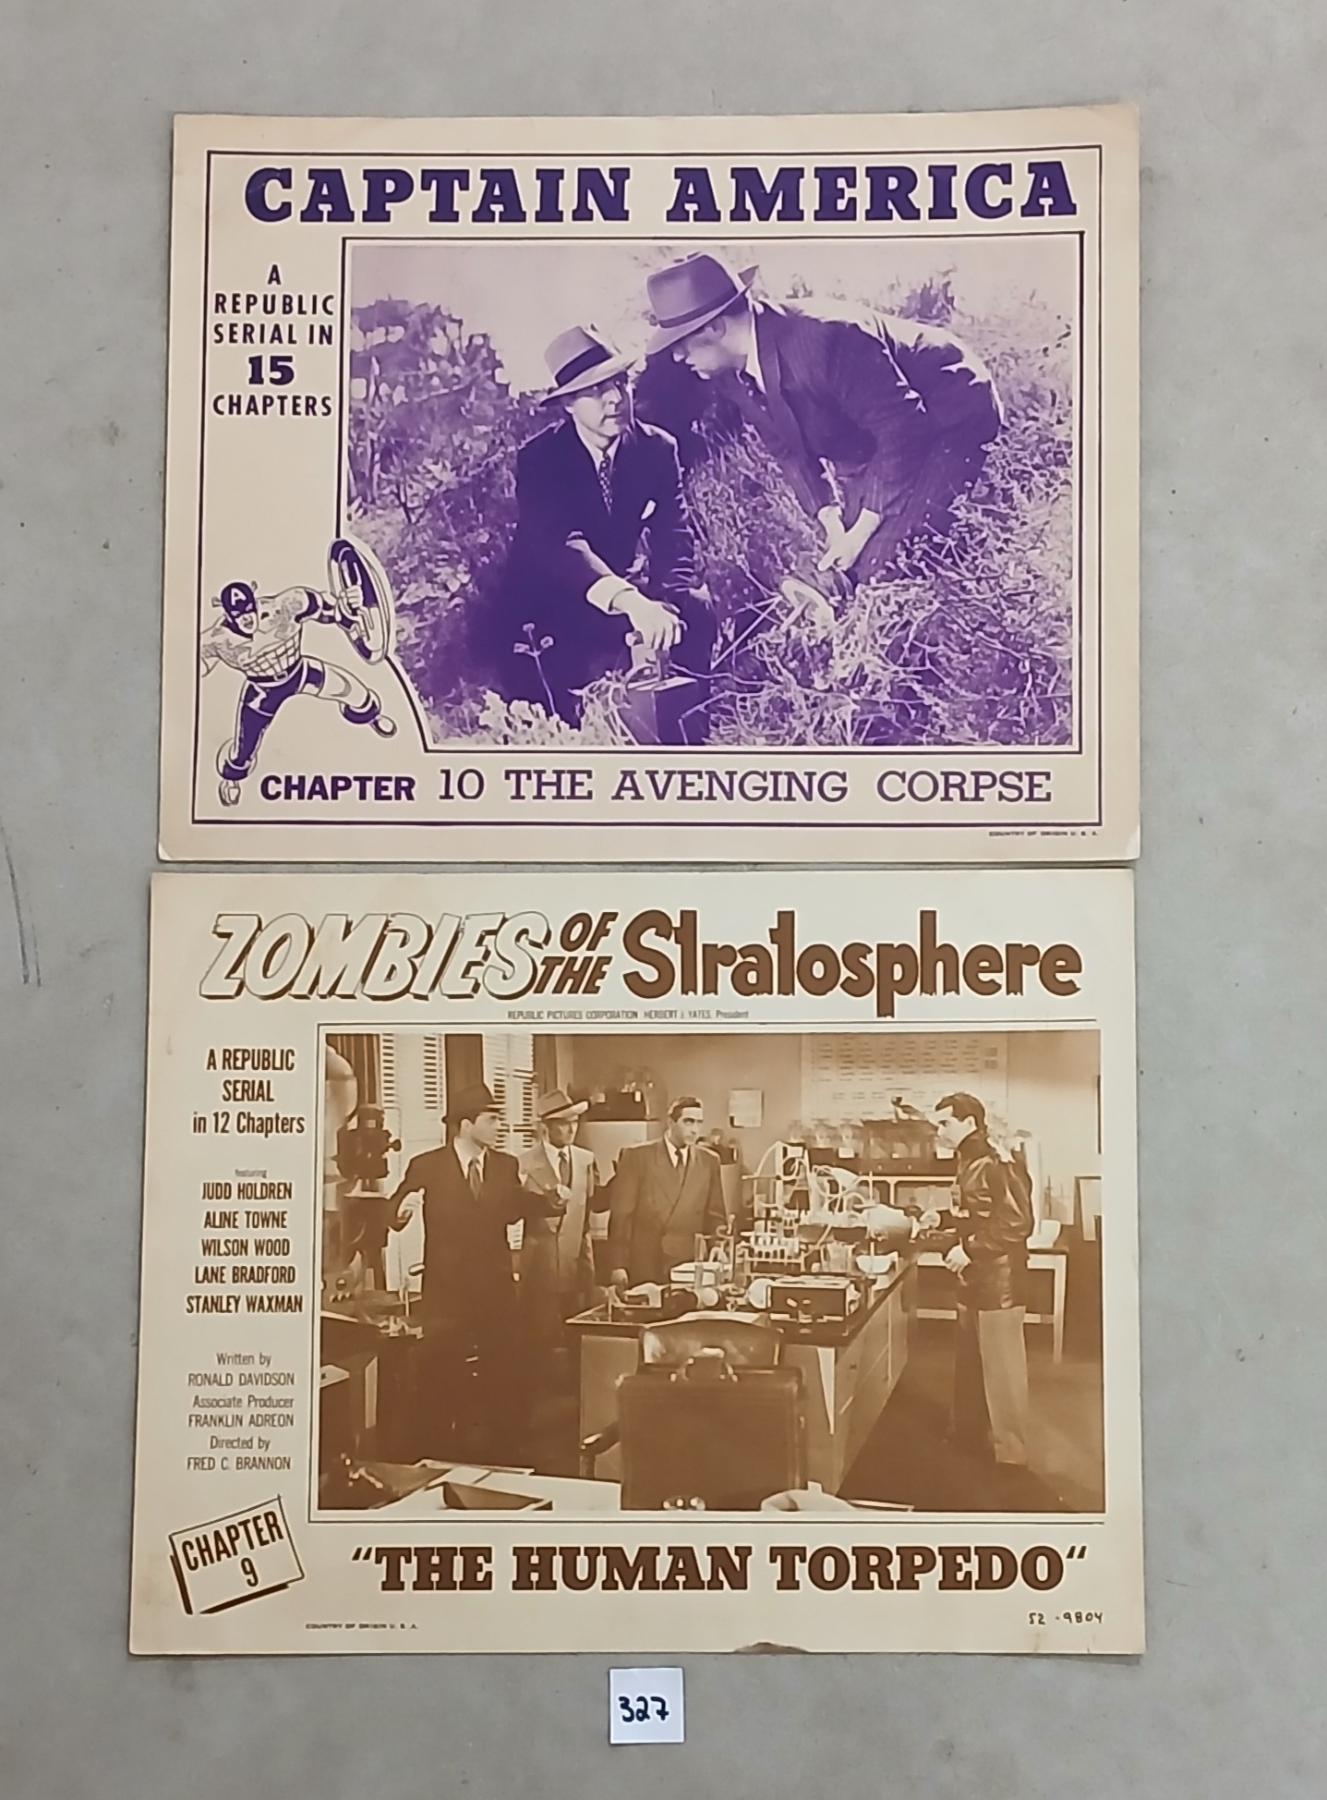 CAPTAIN AMERICA
A
REPUBLIC
SERIAL IN
15
CHAPTERS
A
CHAPTER 10 THE AVENGING CORPSE
COUNTRY OF ORIGIN U. S. A.
ZOMBIES OF THE Stratosphere
REPUBLIC PICTURES CORPORATION HERBERT J. YATES, President
A REPUBLIC
SERIAL
in 12 Chapters
featuring
JUDD HOLDREN
ALINE TOWNE
WILSON WOOD
LANE BRADFORD
STANLEY WAXMAN
Written by
RONALD DAVIDSON
Associate Producer
FRANKLIN ADREON
Directed by
FRED C. BRANNON
CHAPTER
9
"THE HUMAN TORPEDO"
COUNTRY OF ORIGIN U. S. A.
52-9804
327